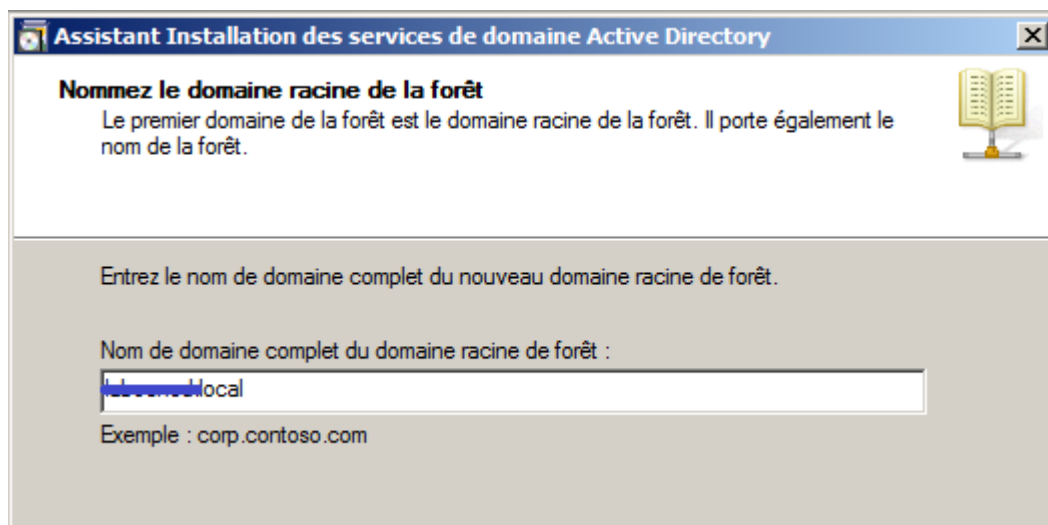 Assistant Installation des services de domaine Active Directory
Nommez le domaine racine de la forêt
Le premier domaine de la forêt est le domaine racine de la forêt. Il porte également le
nom de la forêt.
Entrez le nom de domaine complet du nouveau domaine racine de forêt.
Nom de domaine complet du domaine racine de forêt :
local
Exemple : corp.contoso.com